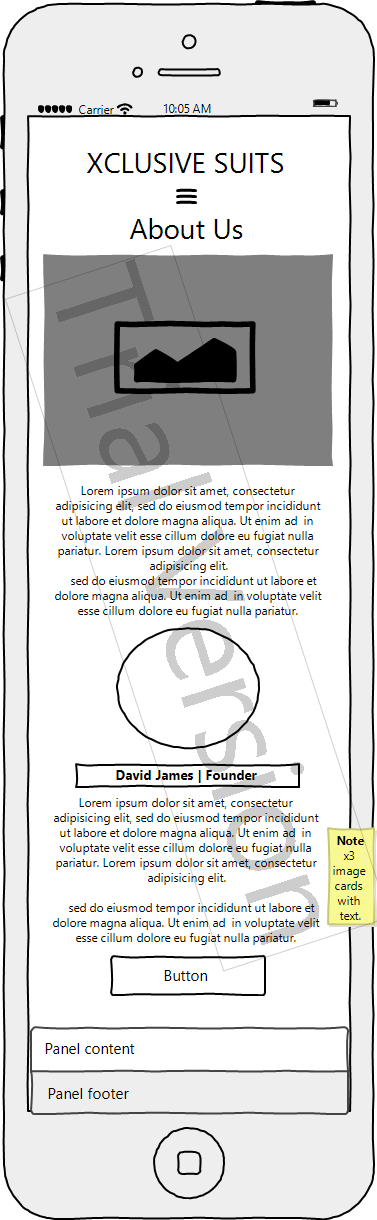 Carrier 10:05 AM
XCLUSIVE SUITS
About Us
Lorem ipsum dolor sit amet, consectetur
adipisicing elit, sed do eiusmod tempor incididunt
ut labore et dolore magna aliqua. Ut enim ad in
voluptate velit esse cillum dolore eu fugiat nulla
pariatur. Lorem ipsum dolor sit amet, consectetur
adipisicing elit.
sed do eiusmod tempor incididunt ut labore et
dolore magna aliqua. Ut enim ad in voluptate velit
esse cillum dolore eu fugiat nulla pariatur.
David James | Founder
Lorem ipsum dolor sit amet, consectetur
adipisicing elit, sed do eiusmod tempor incididunt
ut labore et dolore magna aliqua. Ut enim ad in
voluptate velit esse cillum dolore eu fugiat nulla
pariatur. Lorem ipsum dolor sit amet, consectetur
adipisicing elit.
sed do eiusmod tempor incididunt ut labore et
dolore magna aliqua. Ut enim ad in voluptate velit
esse cillum dolore eu fugiat nulla pariatur.
Note
x3
image
cards
with
text.
Button
Panel content
Panel footer
Trial Version